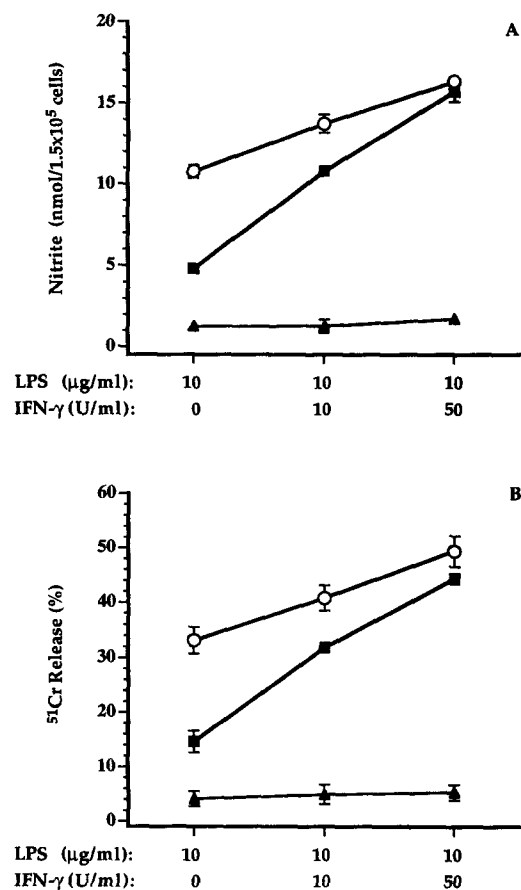 A
20
15
10
5
0
Nitrite (nmol/1.5x10⁵ cells)
LPS (μg/ml): 10 10 10
IFN-γ (U/ml): 0 10 50
B
60
50
40
30
20
10
0
⁵¹Cr Release (%)
LPS (μg/ml): 10 10 10
IFN-γ (U/ml): 0 10 50